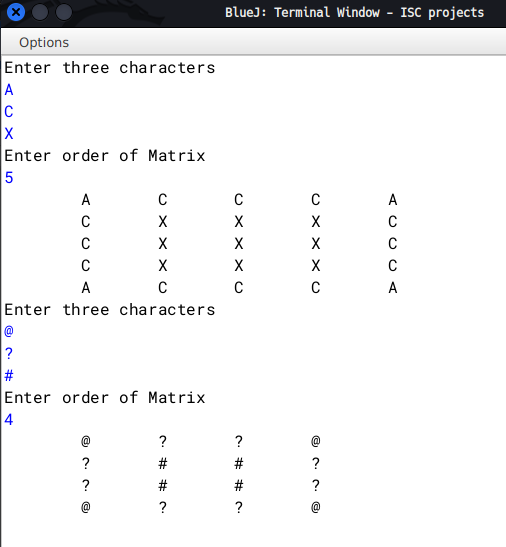 BlueJ: Terminal Window - ISC projects
Options
Enter three characters
A
C
X
Enter order of Matrix
5
A C C C A
C X X X C
C X X X C
C X X X C
A C C C A
Enter three characters
@
?
#
Enter order of Matrix
4
@ ? ? @
? # # ?
? # # ?
@ ? ? @